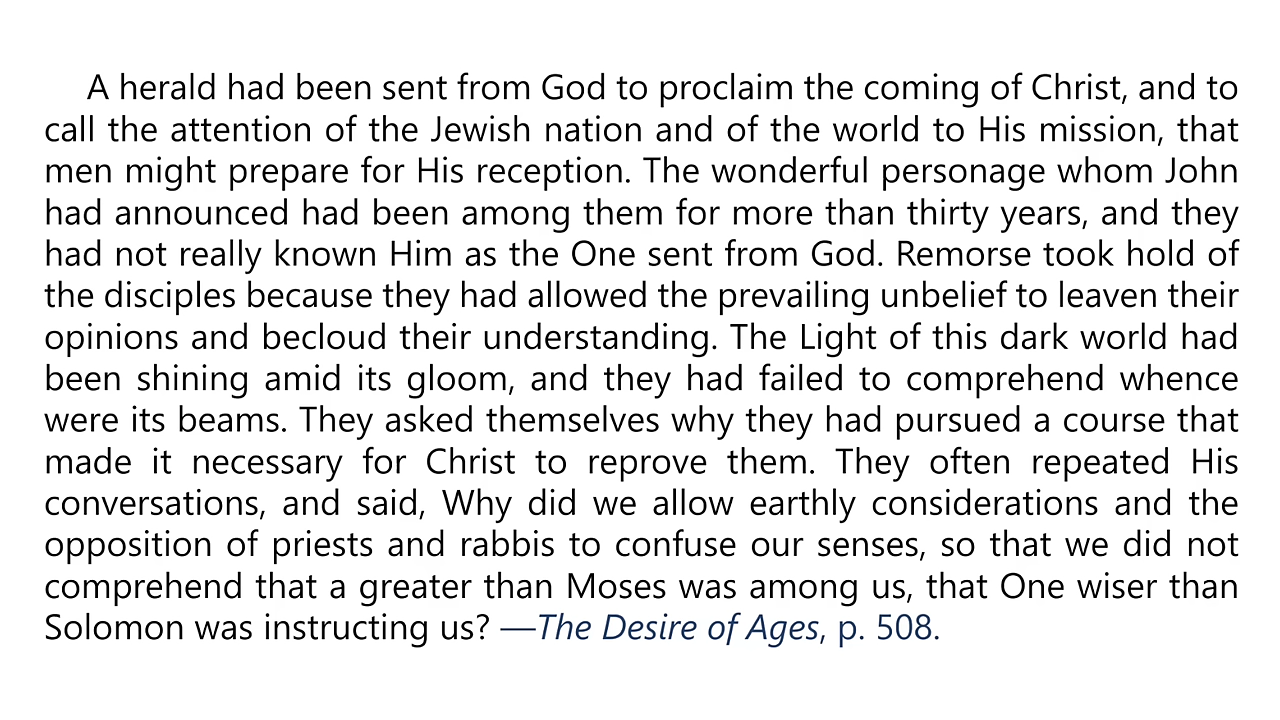 A herald had been sent from God to proclaim the coming of Christ, and to
call the attention of the Jewish nation and of the world to His mission, that
men might prepare for His reception. The wonderful personage whom John
had announced had been among them for more than thirty years, and they
had not really known Him as the One sent from God. Remorse took hold of
the disciples because they had allowed the prevailing unbelief to leaven their
opinions and becloud their understanding. The Light of this dark world had
been shining amid its gloom, and they had failed to comprehend whence
were its beams. They asked themselves why they had pursued a course that
made it necessary for Christ to reprove them. They often repeated His
conversations, and said, Why did we allow earthly considerations and the
opposition of priests and rabbis to confuse our senses, so that we did not
comprehend that a greater than Moses was among us, that One wiser than
Solomon was instructing us? —The Desire of Ages, p. 508.